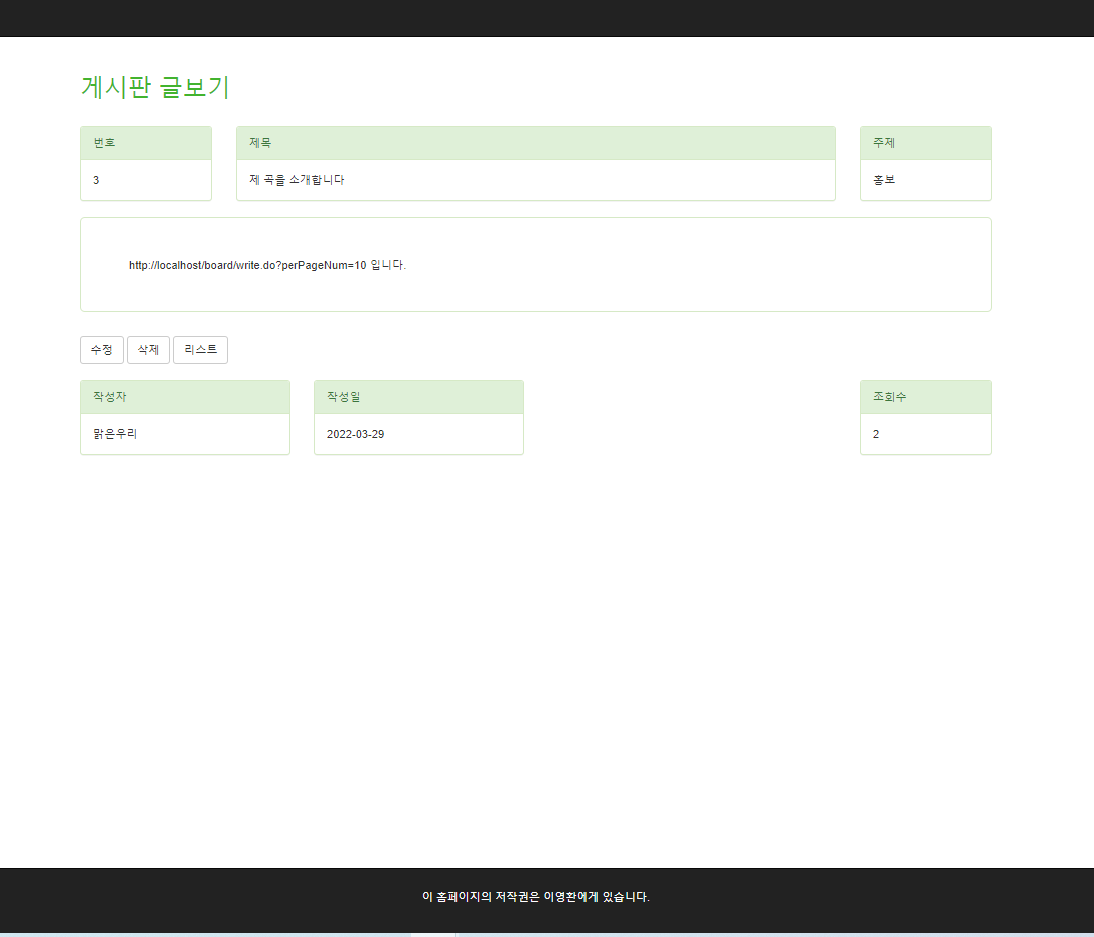 게시판 글보기
번호 제목 주제
3 제 곡을 소개합니다 홍보
http://localhost/board/write.do?perPageNum=10 입니다.
수정 삭제 리스트
작성자 작성일 조회수
맑은우리 2022-03-29 2
이 홈페이지의 저작권은 이영환에게 있습니다.